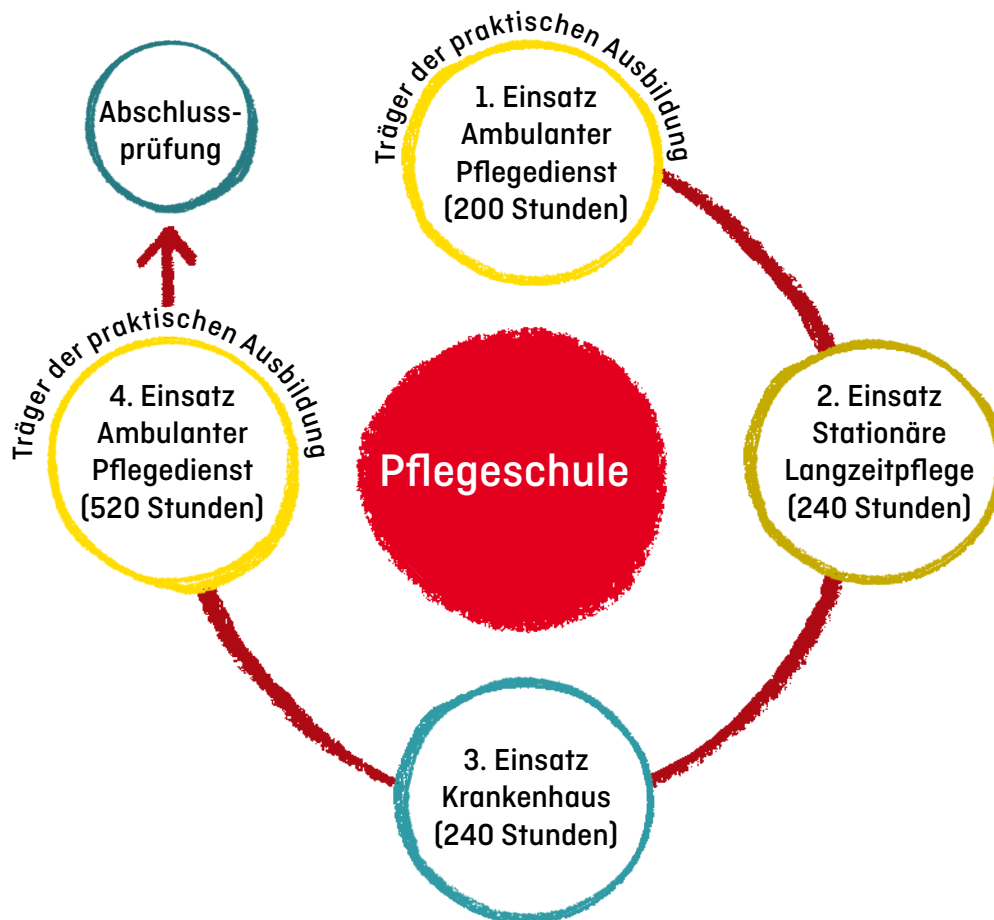 Träger der praktischen Ausbildung
1. Einsatz
Ambulanter
Pflegedienst
(200 Stunden)
2. Einsatz
Stationäre
Langzeitpflege
(240 Stunden)
3. Einsatz
Krankenhaus
(240 Stunden)
Träger der praktischen Ausbildung
4. Einsatz
Ambulanter
Pflegedienst
(520 Stunden)
Abschluss-
prüfung
Pflegeschule